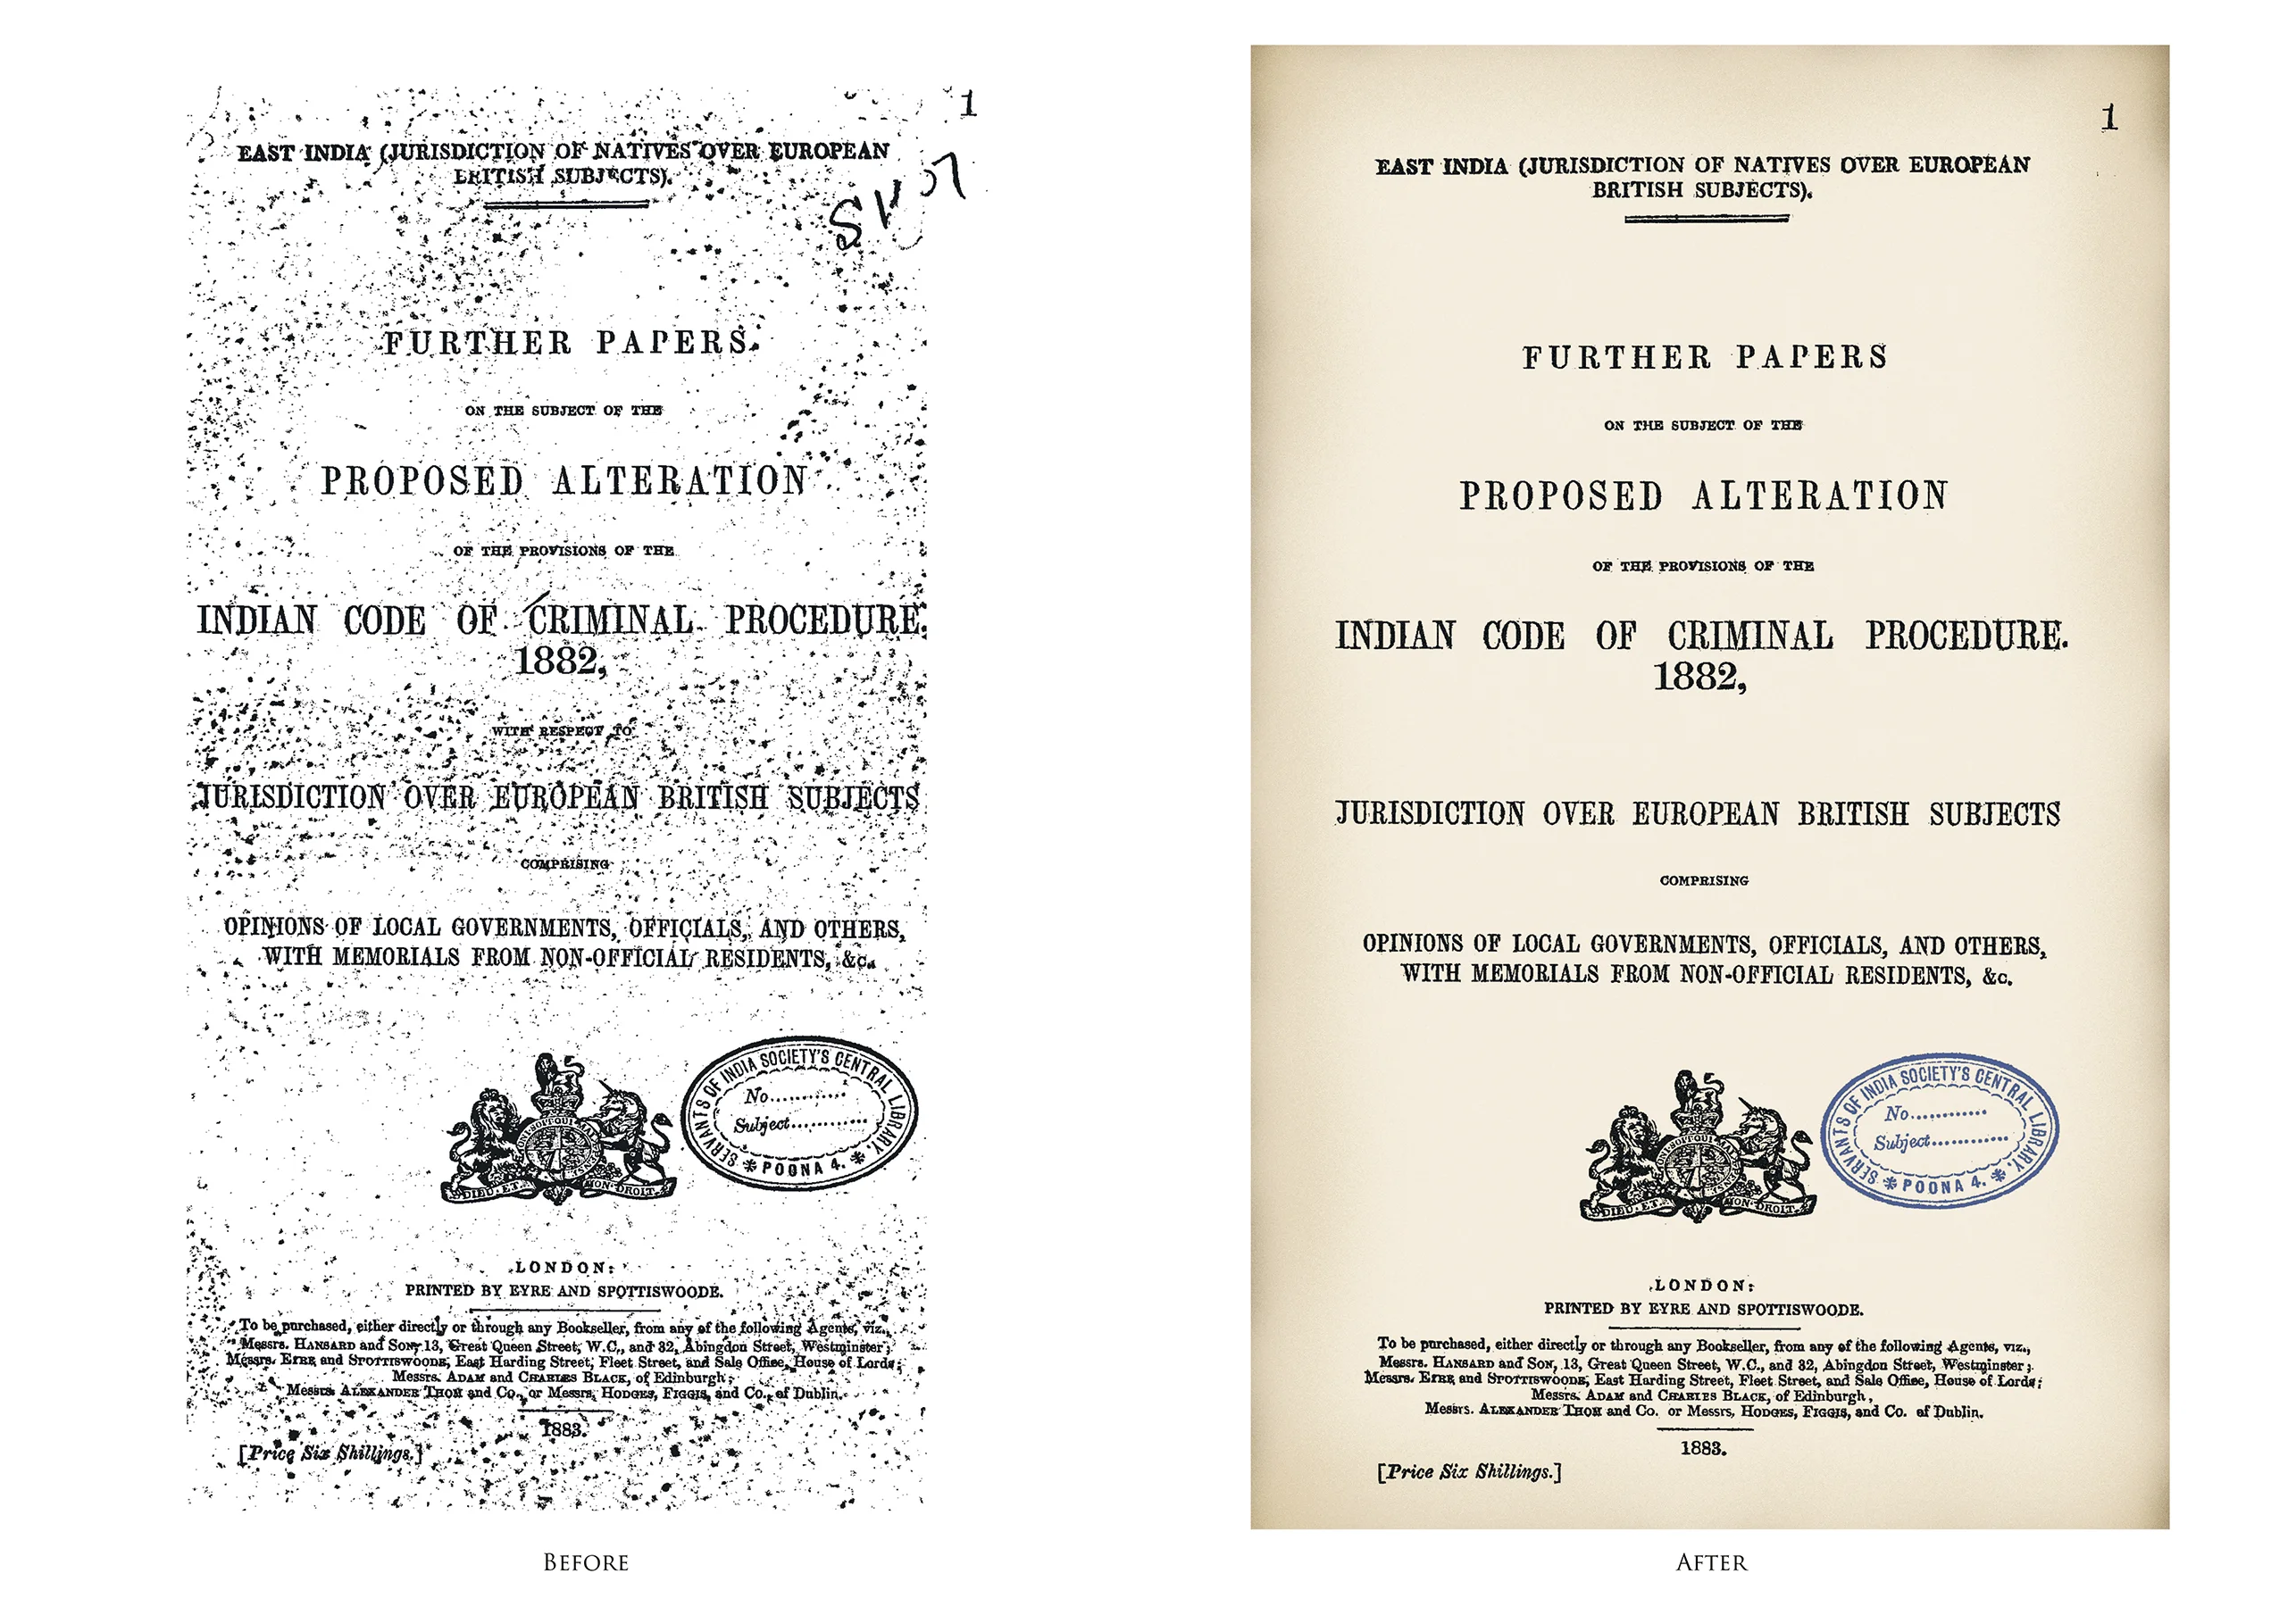 1
EAST INDIA (JURISDICTION OF NATIVES OVER EUROPEAN
BRITISH SUBJECTS).
FURTHER PAPERS.
ON THE SUBJECT OF THE
PROPOSED ALTERATION
OF THE PROVISIONS OF THE
INDIAN CODE OF CRIMINAL PROCEDURE.
1882,
WITH RESPECT TO
JURISDICTION OVER EUROPEAN BRITISH SUBJECTS
COMPRISING
OPINIONS OF LOCAL GOVERNMENTS, OFFICIALS, AND OTHERS,
WITH MEMORIALS FROM NON-OFFICIAL RESIDENTS, &c.
SERVANTS OF INDIA SOCIETY'S CENTRAL LIBRARY.
No.............
Subject.............
* POONA 4. *
DIEU ET MON DROIT
LONDON:
PRINTED BY EYRE AND SPOTTISWOODE.
To be purchased, either directly or through any Bookseller, from any of the following Agents, viz.,
Messrs. HANSARD and SON, 13, Great Queen Street, W.C., and 32, Abingdon Street, Westminster;
Messrs. EYRE and SPOTTISWOODE, East Harding Street, Fleet Street, and Sale Office, House of Lords;
Messrs. ADAM and CHARLES BLACK, of Edinburgh;
Messrs. ALEXANDER THOM and Co., or Messrs. HODGES, FIGGIS, and Co., of Dublin.
1883.
[Price Six Shillings.]
BEFORE
1
EAST INDIA (JURISDICTION OF NATIVES OVER EUROPEAN
BRITISH SUBJECTS).
FURTHER PAPERS
ON THE SUBJECT OF THE
PROPOSED ALTERATION
OF THE PROVISIONS OF THE
INDIAN CODE OF CRIMINAL PROCEDURE.
1882,
JURISDICTION OVER EUROPEAN BRITISH SUBJECTS
COMPRISING
OPINIONS OF LOCAL GOVERNMENTS, OFFICIALS, AND OTHERS,
WITH MEMORIALS FROM NON-OFFICIAL RESIDENTS, &c.
SERVANTS OF INDIA SOCIETY'S CENTRAL LIBRARY.
No.............
Subject.............
* POONA 4. *
DIEU ET MON DROIT
LONDON:
PRINTED BY EYRE AND SPOTTISWOODE.
To be purchased, either directly or through any Bookseller, from any of the following Agents, viz.,
Messrs. HANSARD and SON, 13, Great Queen Street, W.C., and 32, Abingdon Street, Westminster;
Messrs. EYRE and SPOTTISWOODE, East Harding Street, Fleet Street, and Sale Office, House of Lords;
Messrs. ADAM and CHARLES BLACK, of Edinburgh,
Messrs. ALEXANDER THOM and Co. or Messrs. HODGES, FIGGIS, and Co. of Dublin.
1883.
[Price Six Shillings.]
AFTER